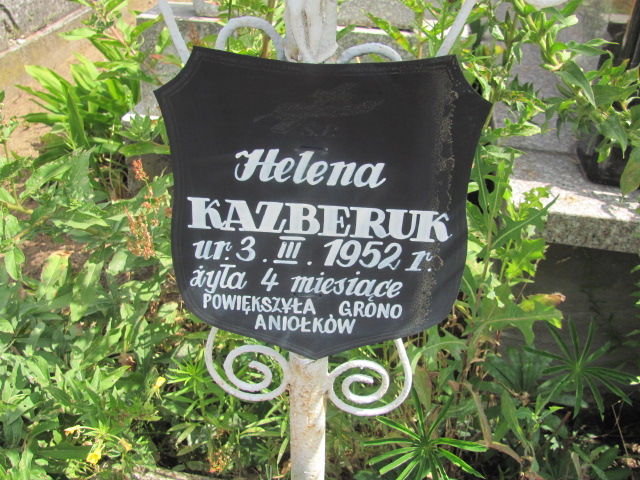 Ś.P.
Helena
KAZBERUK
ur. 3. III. 1952 r.
żyła 4 miesiące
POWIĘKSZYŁA GRONO
ANIOŁKÓW